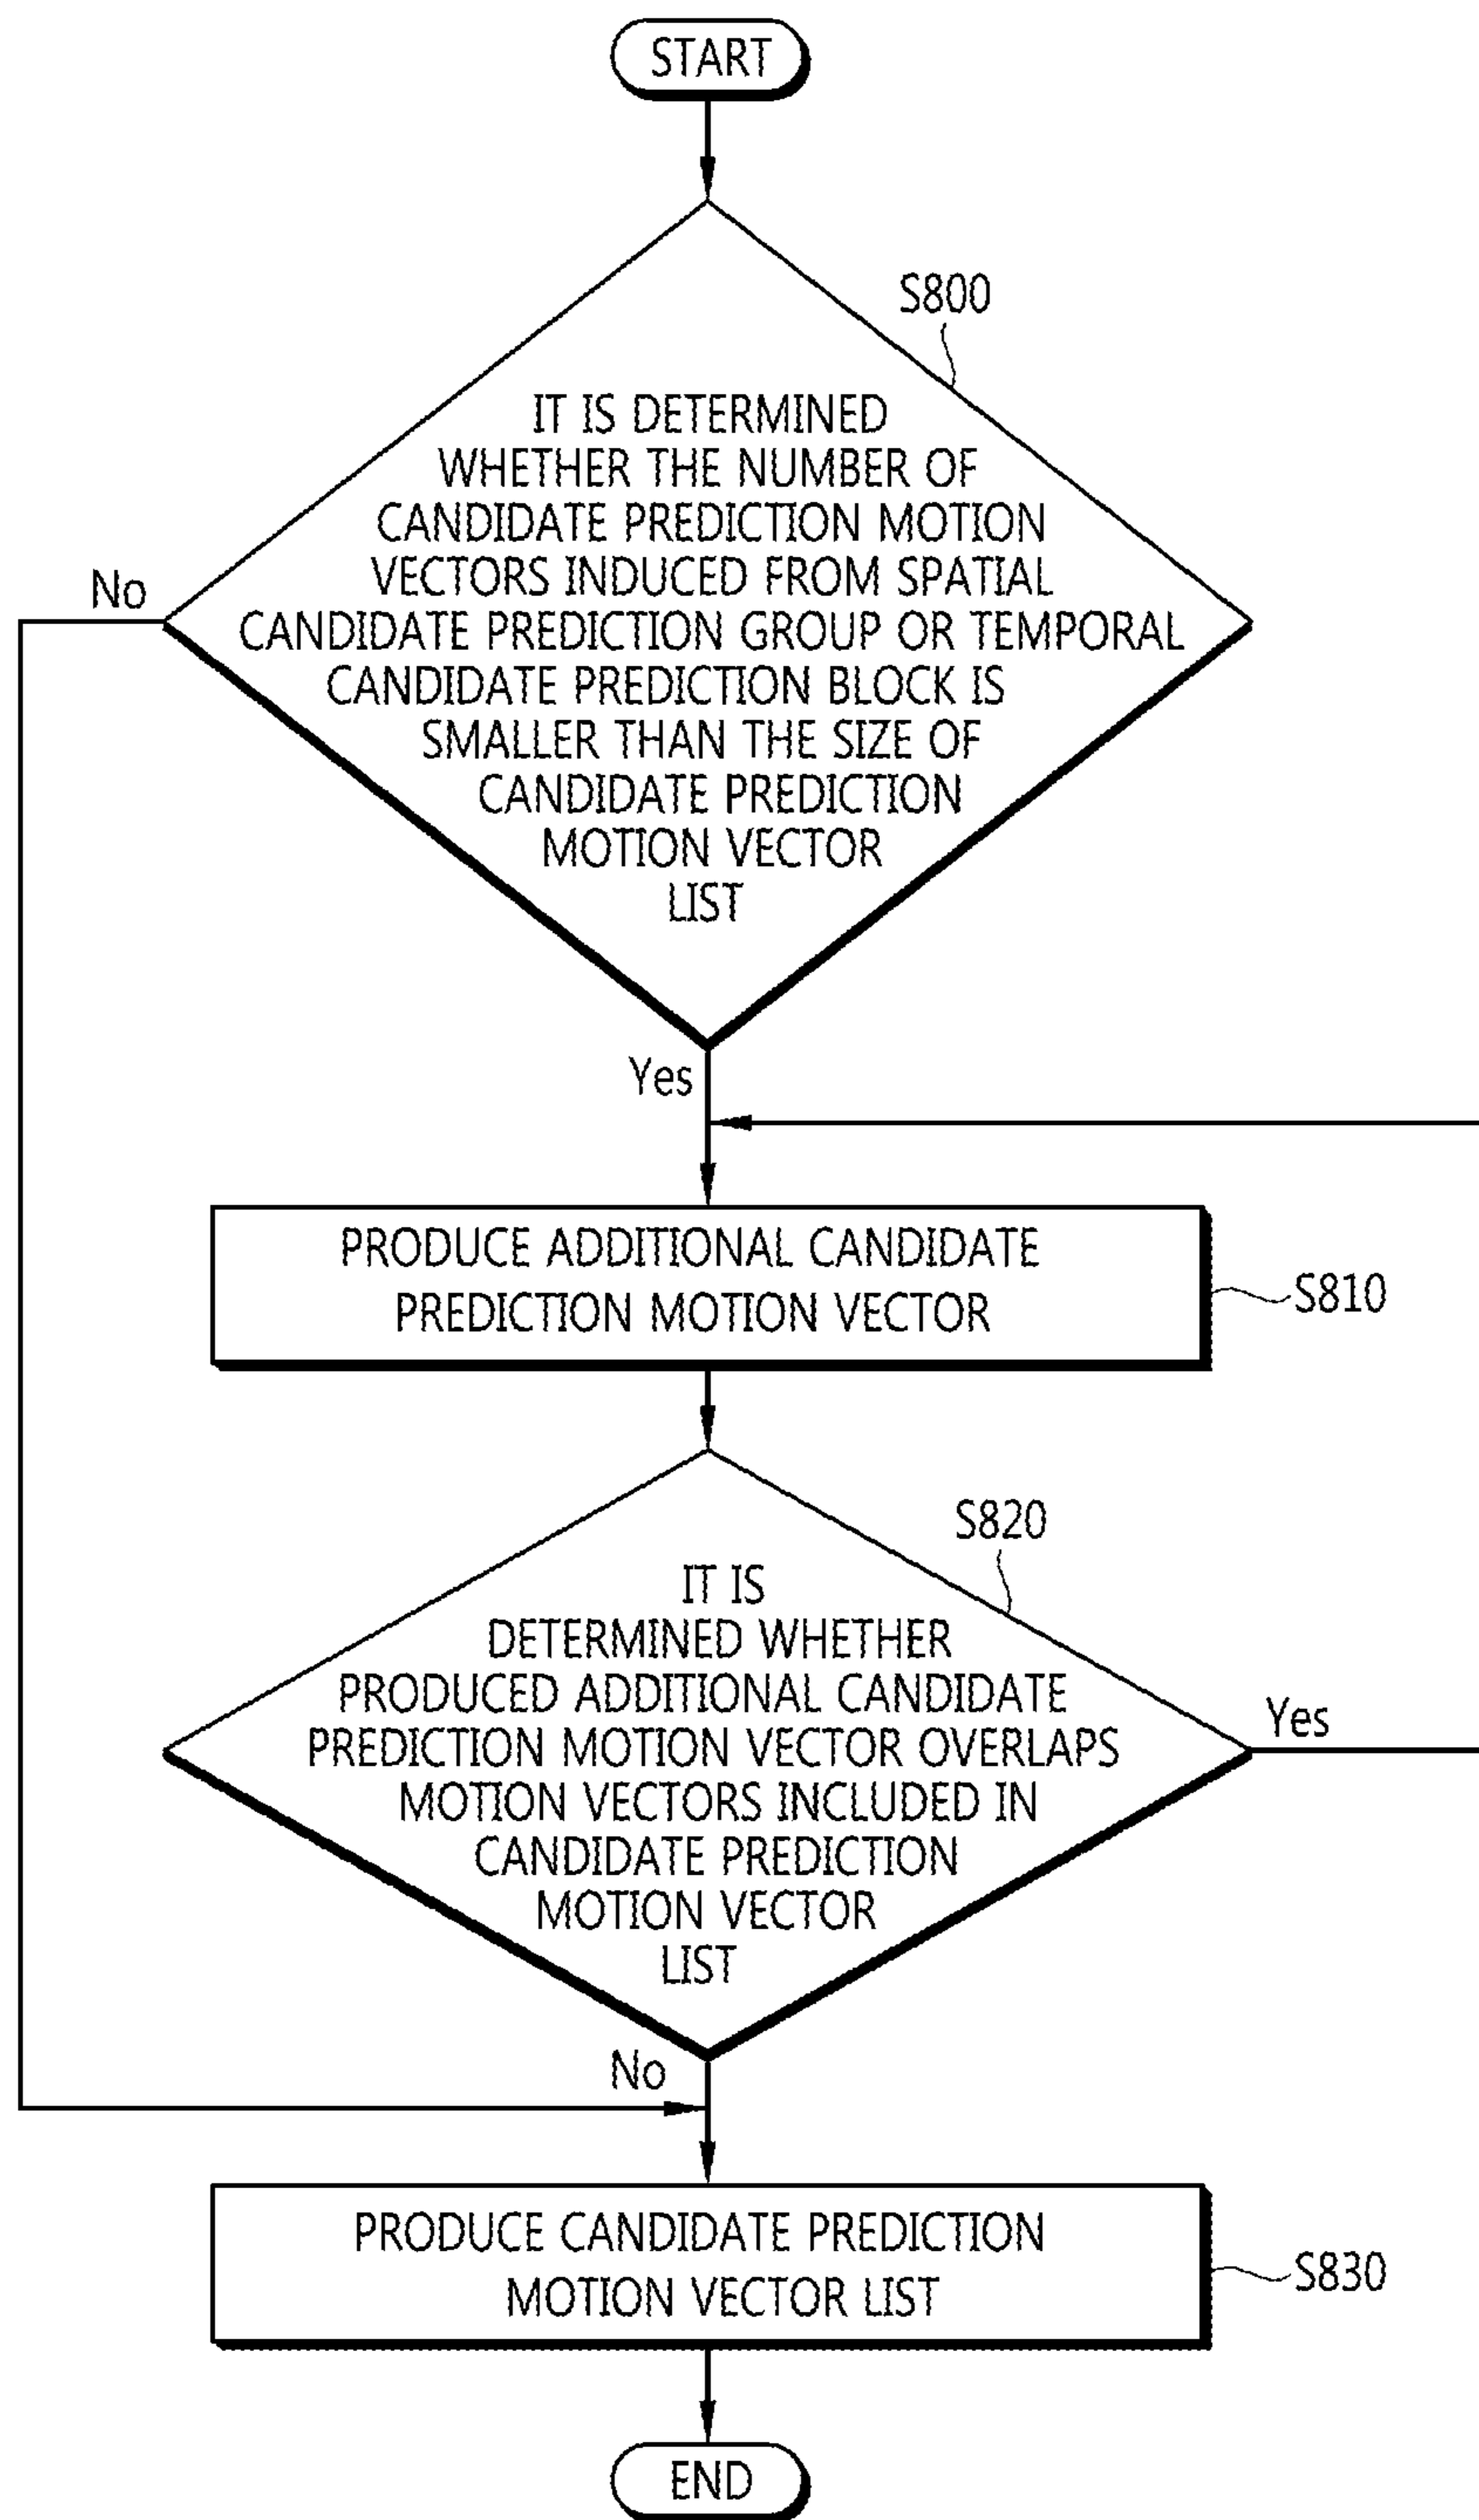 START
S800
IT IS DETERMINED
WHETHER THE NUMBER OF
CANDIDATE PREDICTION MOTION
VECTORS INDUCED FROM SPATIAL
CANDIDATE PREDICTION GROUP OR TEMPORAL
CANDIDATE PREDICTION BLOCK IS
SMALLER THAN THE SIZE OF
CANDIDATE PREDICTION
MOTION VECTOR
LIST
No
Yes
PRODUCE ADDITIONAL CANDIDATE
PREDICTION MOTION VECTOR
S810
S820
IT IS
DETERMINED WHETHER
PRODUCED ADDITIONAL CANDIDATE
PREDICTION MOTION VECTOR OVERLAPS
MOTION VECTORS INCLUDED IN
CANDIDATE PREDICTION
MOTION VECTOR
LIST
Yes
No
PRODUCE CANDIDATE PREDICTION
MOTION VECTOR LIST
S830
END